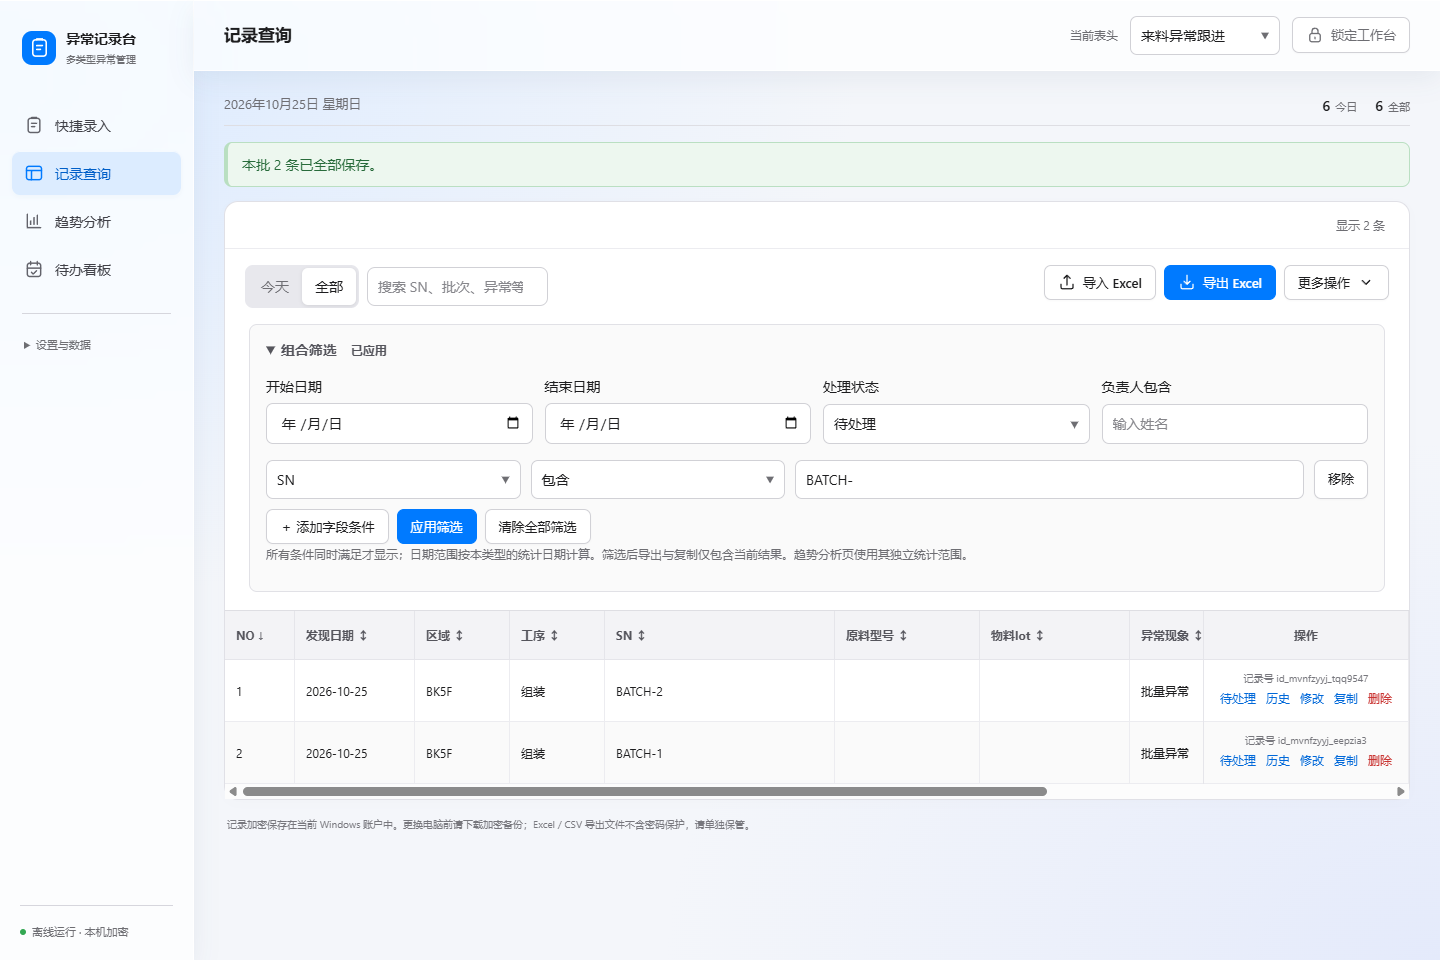 异常记录台
多类型异常管理
快捷录入
记录查询
趋势分析
待办看板
设置与数据
离线运行 · 本机加密
记录查询
当前表头
来料异常跟进
锁定工作台
2026年10月25日 星期日
6 今日 6 全部
本批 2 条已全部保存。
显示 2 条
今天 全部 搜索 SN、批次、异常等
导入 Excel 导出 Excel 更多操作
组合筛选 已应用
开始日期 结束日期 处理状态 负责人包含
年 /月/日 年 /月/日 待处理 输入姓名
SN 包含 BATCH- 移除
+ 添加字段条件 应用筛选 清除全部筛选
所有条件同时满足才显示；日期范围按本类型的统计日期计算。筛选后导出与复制仅包含当前结果。趋势分析页使用其独立统计范围。
NO ↓ 发现日期 ↕ 区域 ↕ 工序 ↕ SN ↕ 原料型号 ↕ 物料lot ↕ 异常现象 ↕ 操作
1 2026-10-25 BK5F 组装 BATCH-2 批量异常 记录号 id_mvnfzyyj_tqq9547
待处理 历史 修改 复制 删除
2 2026-10-25 BK5F 组装 BATCH-1 批量异常 记录号 id_mvnfzyyj_eepzia3
待处理 历史 修改 复制 删除
记录加密保存在当前 Windows 账户中。更换电脑前请下载加密备份；Excel / CSV 导出文件不含密码保护，请单独保管。